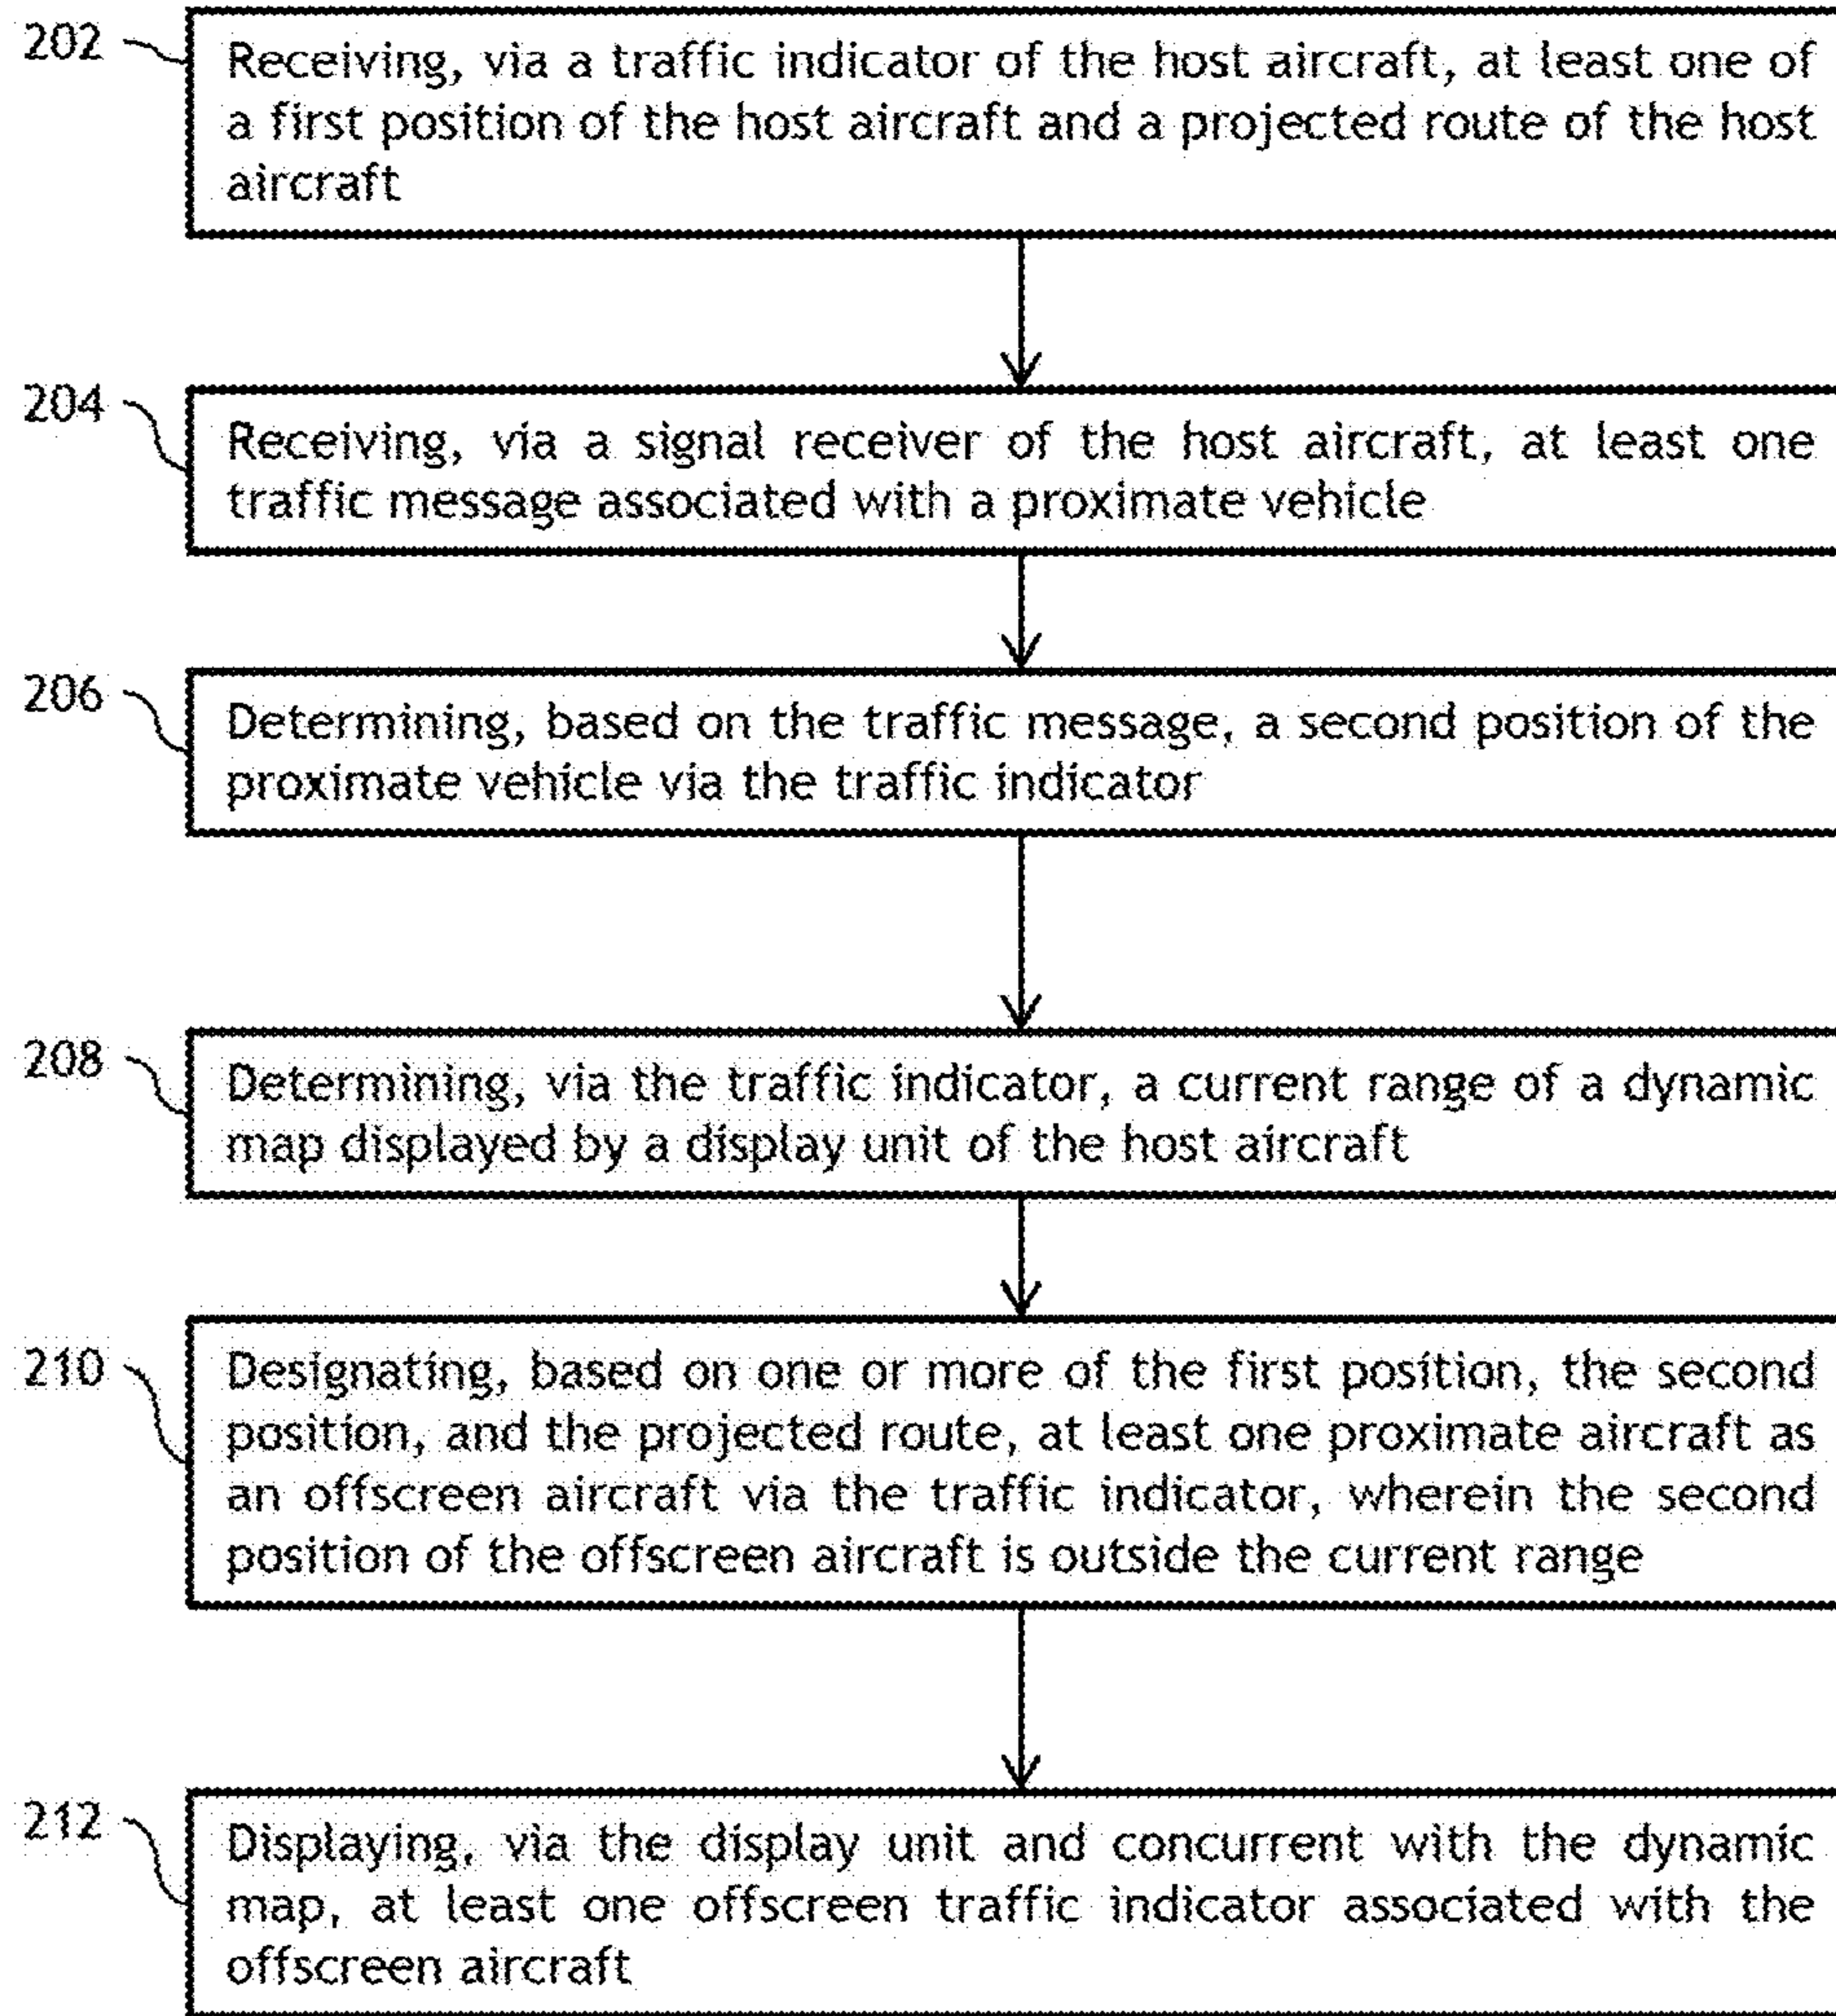 202
Receiving, via a traffic indicator of the host aircraft, at least one of
a first position of the host aircraft and a projected route of the host
aircraft
204
Receiving, via a signal receiver of the host aircraft, at least one
traffic message associated with a proximate vehicle
206
Determining, based on the traffic message, a second position of the
proximate vehicle via the traffic indicator
208
Determining, via the traffic indicator, a current range of a dynamic
map displayed by a display unit of the host aircraft
210
Designating, based on one or more of the first position, the second
position, and the projected route, at least one proximate aircraft as
an offscreen aircraft via the traffic indicator, wherein the second
position of the offscreen aircraft is outside the current range
212
Displaying, via the display unit and concurrent with the dynamic
map, at least one offscreen traffic indicator associated with the
offscreen aircraft